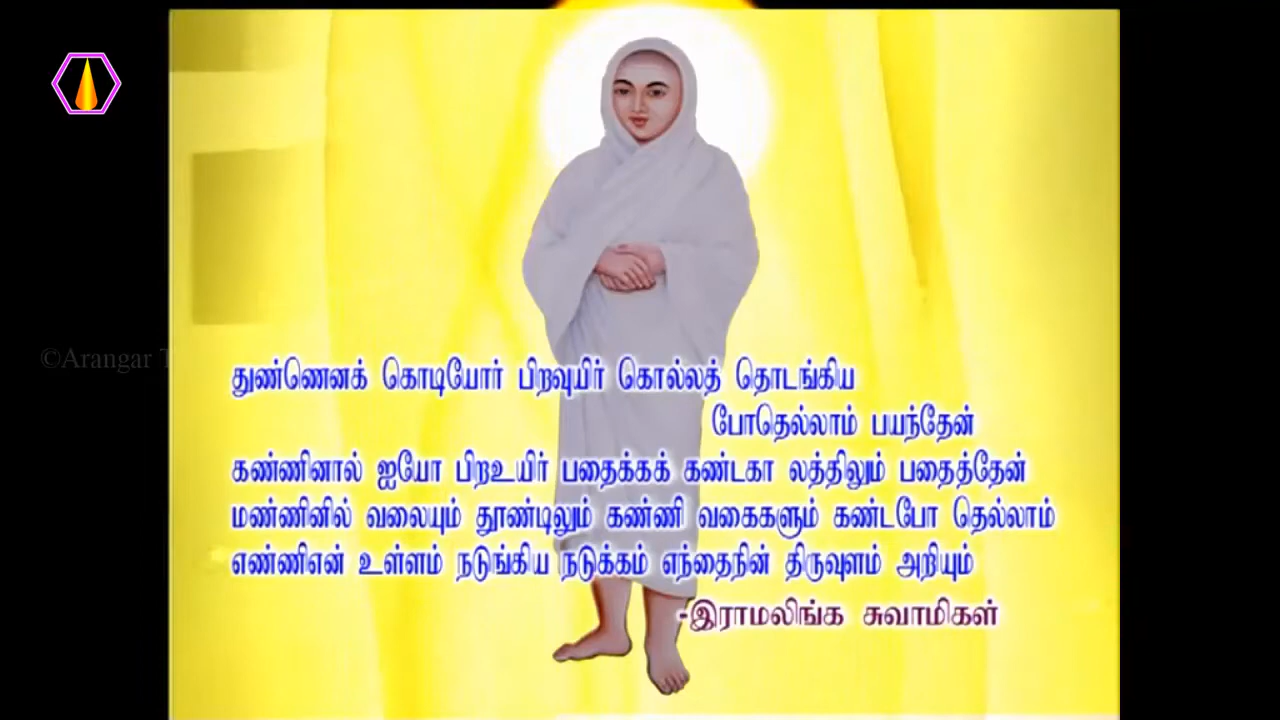 ©Arangar T
துண்ணெனக் கொடியோர் பிறவுயிர் கொல்லத் தொடங்கிய
போதெல்லாம் பயந்தேன்
கண்ணினால் ஐயோ பிறஉயிர் பதைக்கக் கண்டகா லத்திலும் பதைத்தேன்
மண்ணினில் வலையும் தூண்டிலும் கண்ணி வகைகளும் கண்டபோ தெல்லாம்
எண்ணிஎன் உள்ளம் நடுங்கிய நடுக்கம் எந்தைநின் திருவுளம் அறியும்
-இராமலிங்க சுவாமிகள்